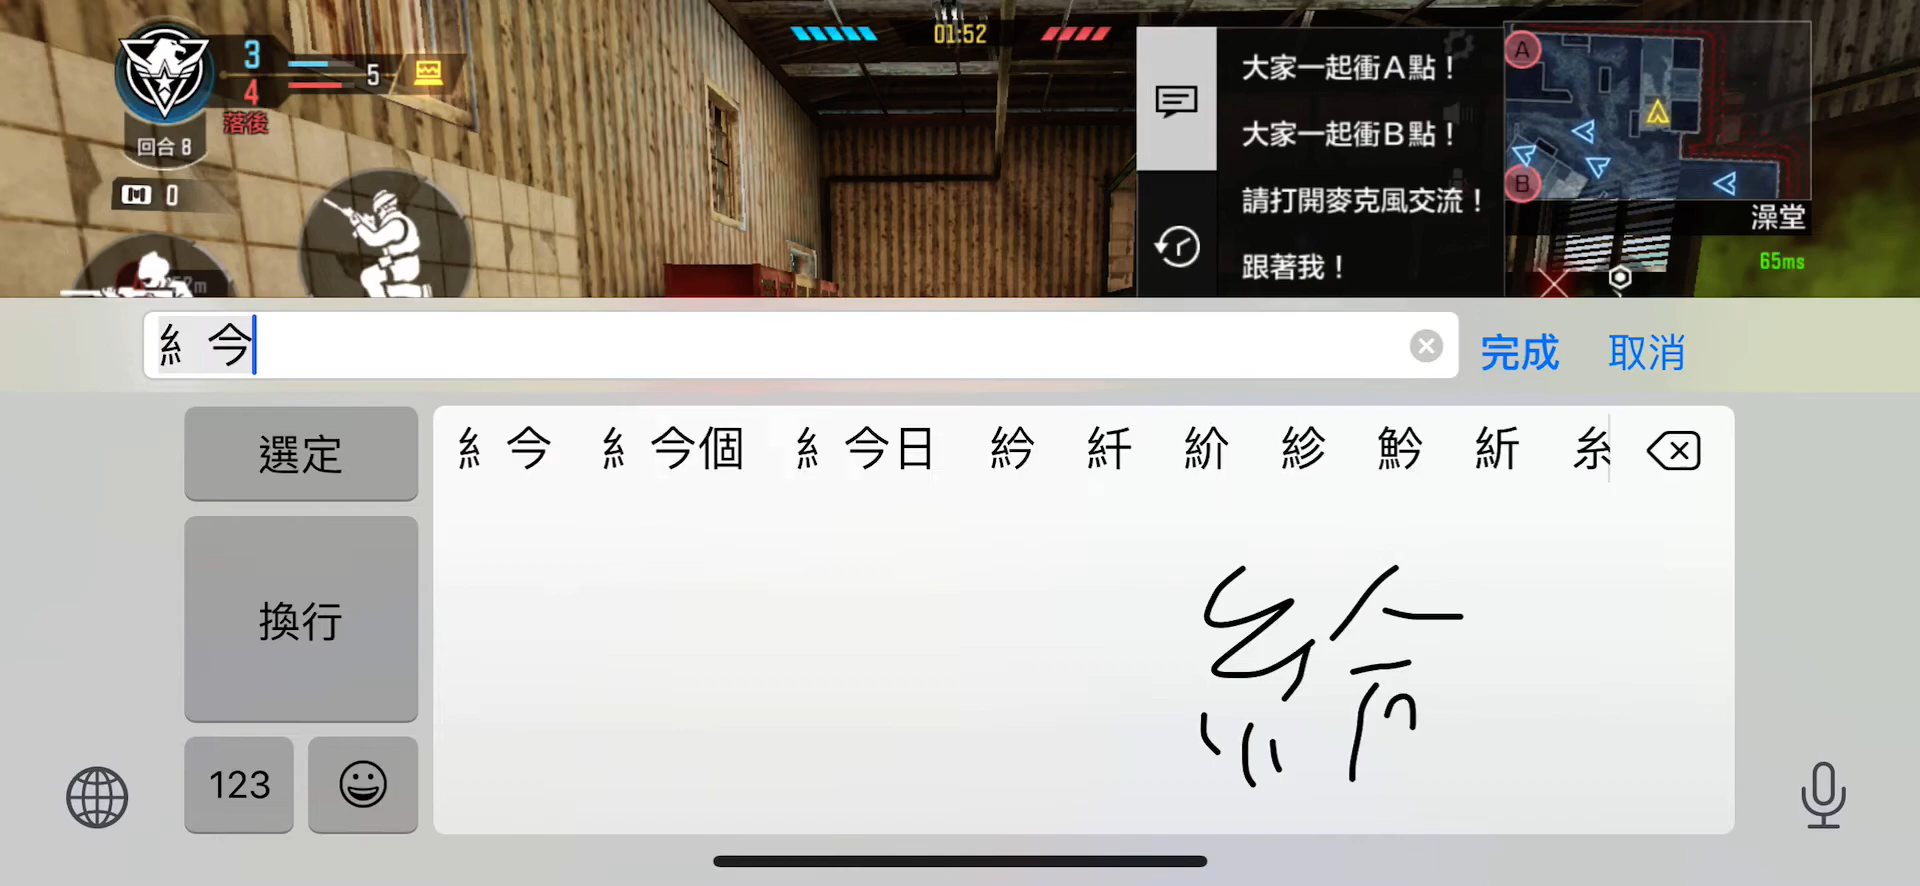 3
4
5
落後
回合 8
0
01:52
大家一起衝A點！
大家一起衝B點！
請打開麥克風交流！
跟著我！
A
B
澡堂
65ms
糹 今
完成
取消
選定
糹 今
糹 今個
糹 今日
紟
紆
紒
紾
魿
紤
換行
123